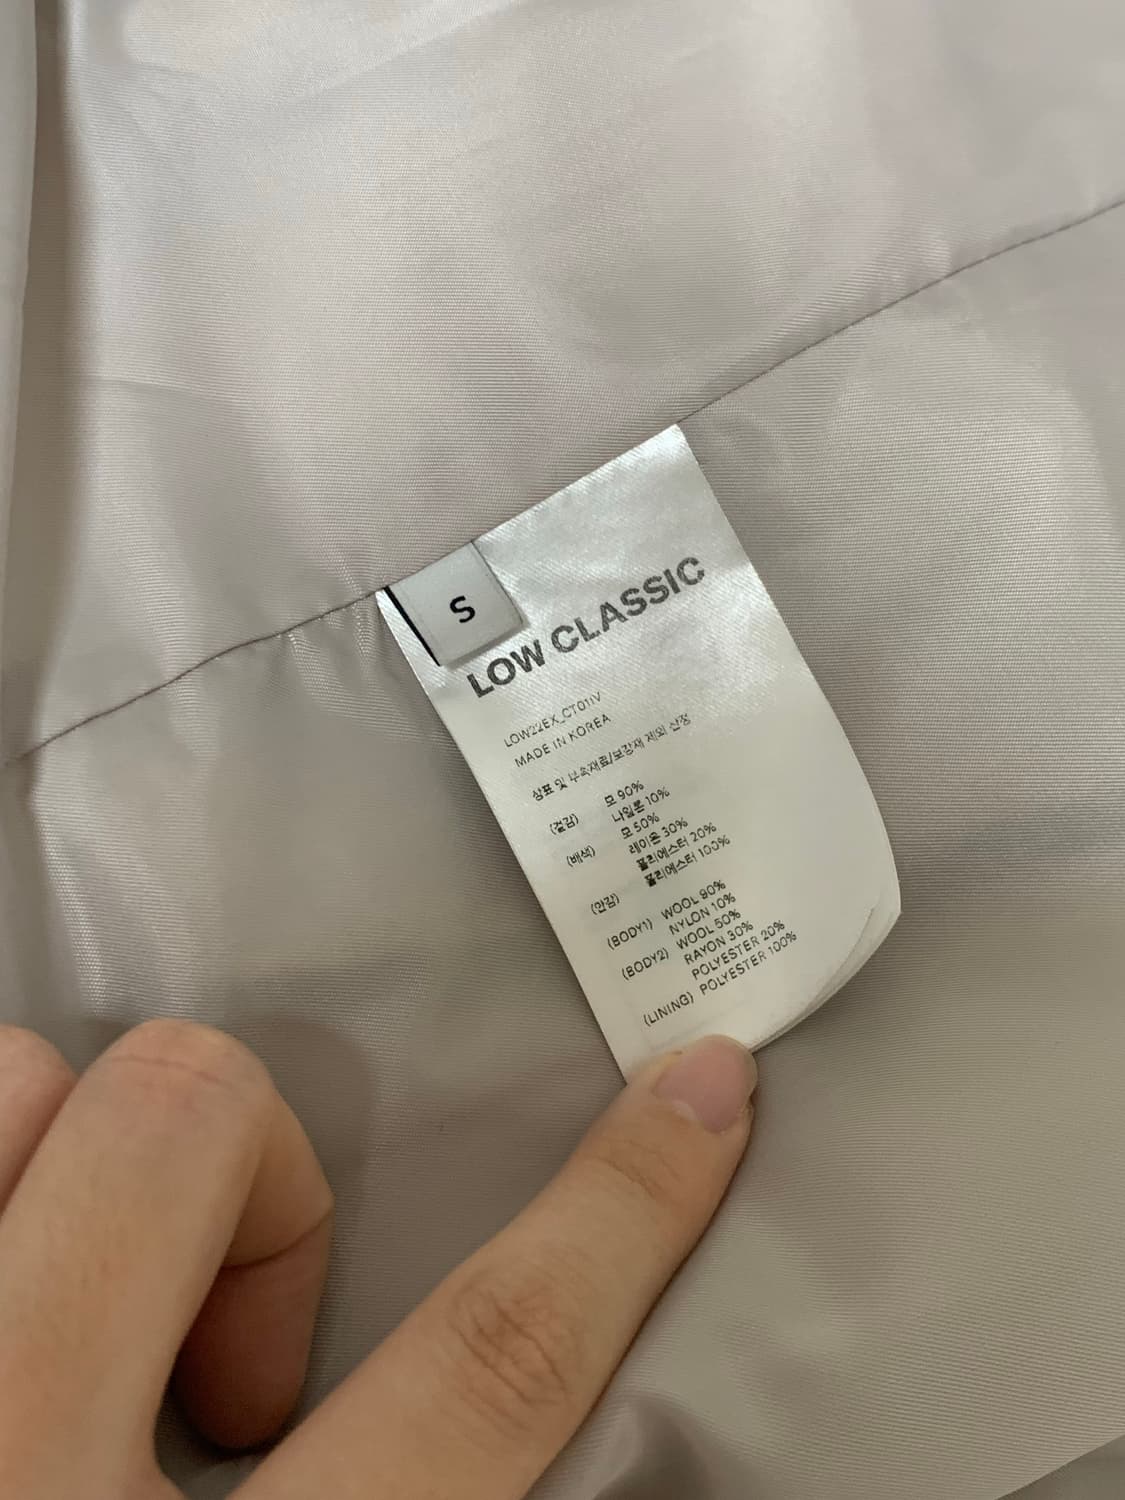 S
LOW CLASSIC
LOW22EX_CT01IV
MADE IN KOREA
상표 및 부속재료/보강재 제외 산정
(겉감) 모 90%
나일론 10%
(배색) 모 50%
레이온 30%
폴리에스터 20%
(안감) 폴리에스터 100%
(BODY1) WOOL 90%
NYLON 10%
(BODY2) WOOL 50%
RAYON 30%
POLYESTER 20%
(LINING) POLYESTER 100%